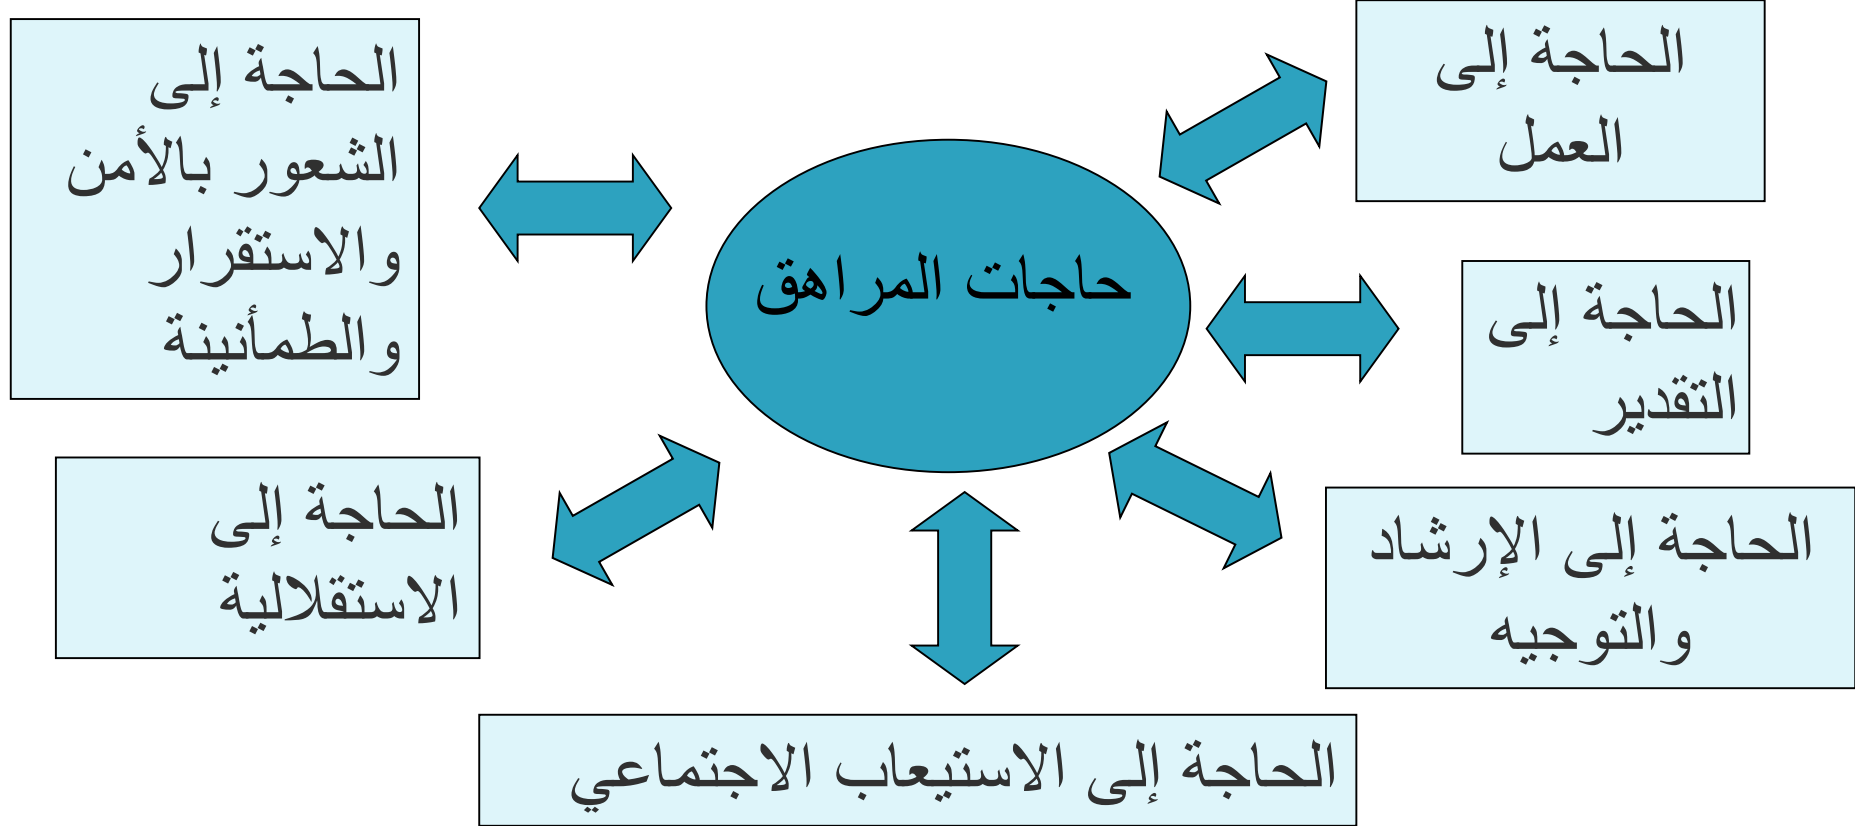 حاجات المراهق
الحاجة إلى
العمل
الحاجة إلى
التقدير
الحاجة إلى الإرشاد
والتوجيه
الحاجة إلى الاستيعاب الاجتماعي
الحاجة إلى
الاستقلالية
الحاجة إلى
الشعور بالأمن
والاستقرار
والطمأنينة